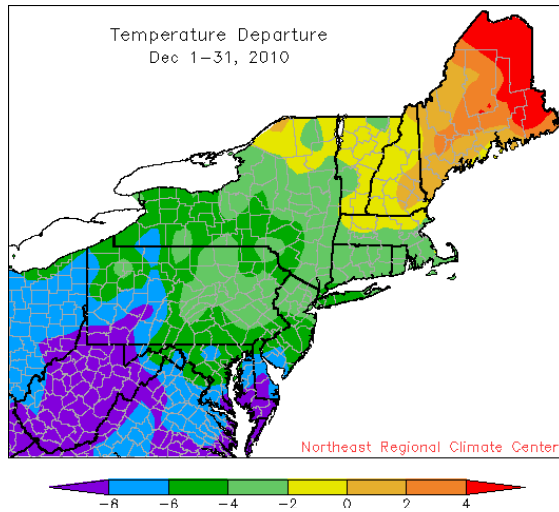 Temperature Departure
Dec 1-31, 2010
Northeast Regional Climate Center
-8 -6 -4 -2 0 2 4